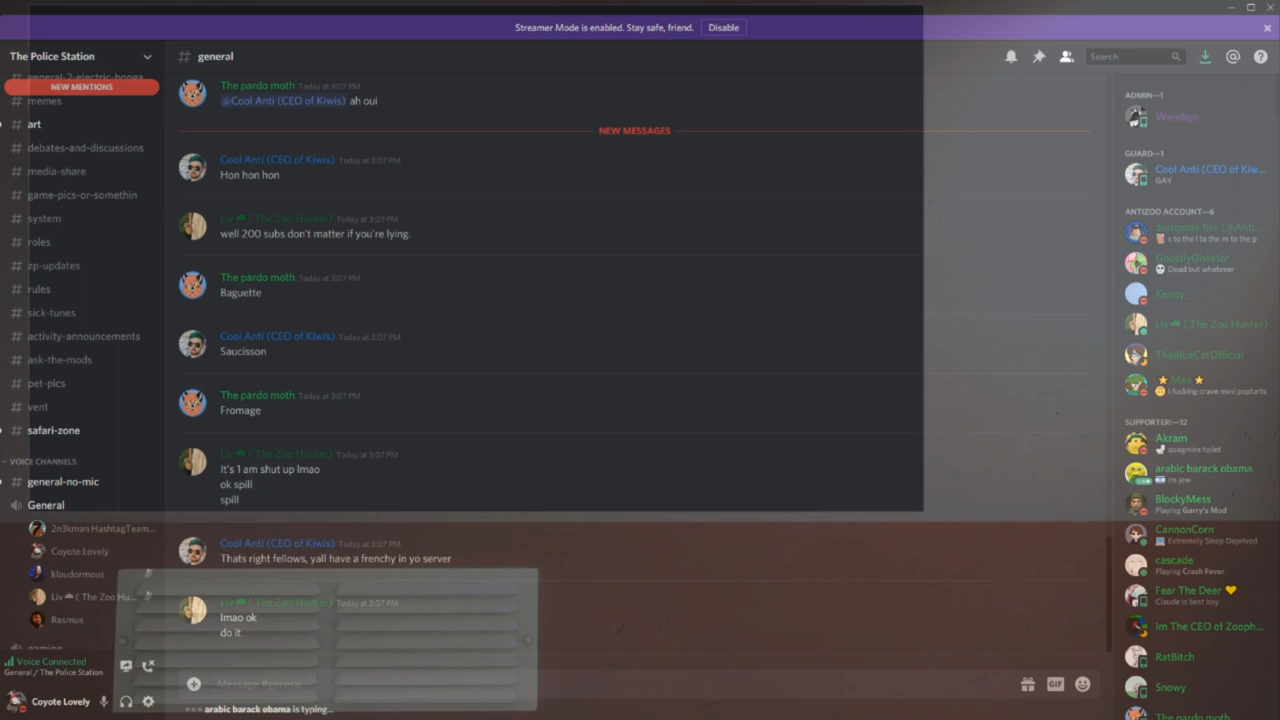 Streamer Mode is enabled. Stay safe, friend. Disable
The Police Station
general-2-electric-booga
NEW MENTIONS
memes
# art
# debates-and-discussions
# media-share
# game-pics-or-somethin
# system
# roles
# zp-updates
# rules
# sick-tunes
# activity-announcements
# ask-the-mods
# pet-pics
# vent
# safari-zone
VOICE CHANNELS
# general-no-mic
General
2n3kman HashtagTeam...
Coyote Lovely
klaudormous
Liv ( The Zoo Hu...
Rasmus
gaming
Voice Connected
General / The Police Station
Coyote Lovely
# general
Search
The pardo moth Today at 3:07 PM
@Cool Anti (CEO of Kiwis) ah oui
NEW MESSAGES
Cool Anti (CEO of Kiwis) Today at 3:07 PM
Hon hon hon
Liv ( The Zoo Hunter) Today at 3:07 PM
well 200 subs don't matter if you're lying.
The pardo moth Today at 3:07 PM
Baguette
Cool Anti (CEO of Kiwis) Today at 3:07 PM
Saucisson
The pardo moth Today at 3:07 PM
Fromage
Liv ( The Zoo Hunter) Today at 3:07 PM
It's 1 am shut up lmao
ok spill
spill
Cool Anti (CEO of Kiwis) Today at 3:07 PM
Thats right fellows, yall have a frenchy in yo server
Liv ( The Zoo Hunter) Today at 3:07 PM
lmao ok
do it
Message #general
GIF
arabic barack obama is typing...
ADMIN—1
Wendigo
GUARD—1
Cool Anti (CEO of Kiw...
GAY
ANTIZOO ACCOUNT—6
dumpster fire (@Anti...
s to the l to the m to the p
GhostlyGhoster
Dead but whatever
Kenny_
Liv ( The Zoo Hunter)
TheBlueCatOfficial
Max
I fucking crave mini poptarts
SUPPORTER!—12
Akram
quagmire toilet
arabic barack obama
im jew
BlockyMess
Playing Garry's Mod
CannonCorn
Extremely Sleep Deprived
cascade
Playing Crash Fever
Fear The Deer
Claude is best boy
Im The CEO of Zooph...
RatBitch
Snowy
The pardo moth